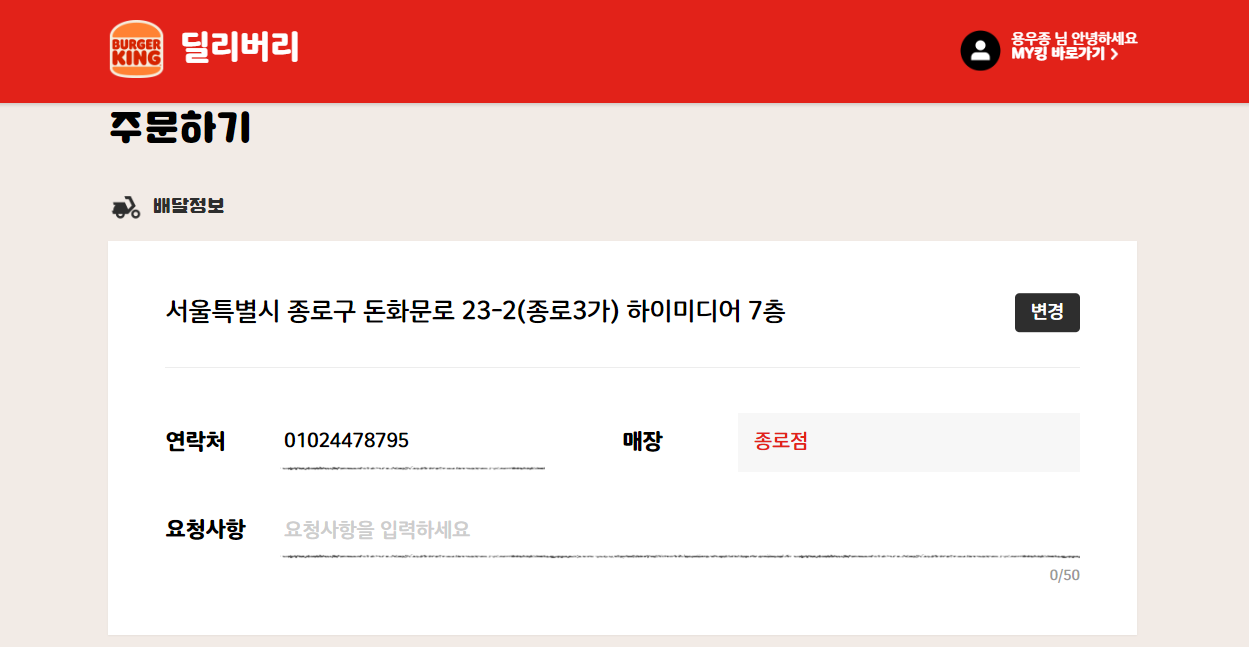 BURGER
KING
딜리버리
용우종 님 안녕하세요
MY킹 바로가기
주문하기
배달정보
서울특별시 종로구 돈화문로 23-2(종로3가) 하이미디어 7층
변경
연락처 01024478795 매장 종로점
요청사항 요청사항을 입력하세요
0/50